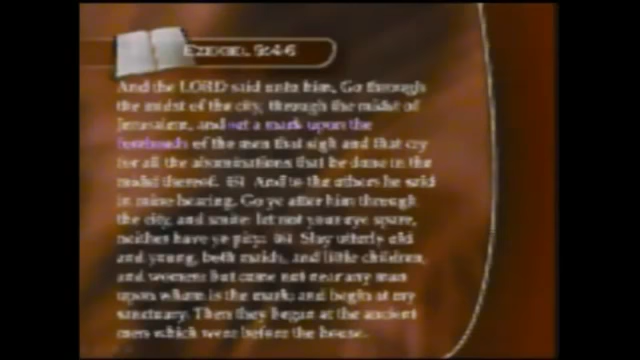 Ezekiel 9:4-6
And the LORD said unto him, Go through
the midst of the city, through the midst of
Jerusalem, and set a mark upon the
foreheads of the men that sigh and that cry
for all the abominations that be done in the
midst thereof. And to the others he said
in mine hearing, Go ye after him through
the city, and smite: let not your eye spare,
neither have ye pity: Slay utterly old
and young, both maids, and little children,
and women: but come not near any man
upon whom is the mark; and begin at my
sanctuary. Then they began at the ancient
men which were before the house.